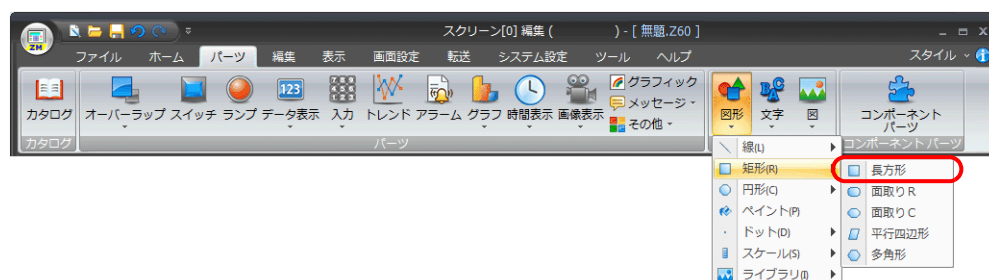 スクリーン[0] 編集 (           ) - [ 無題.Z60 ]
ZM
ファイル ホーム パーツ 編集 表示 画面設定 転送 システム設定 ツール ヘルプ スタイル
カタログ オーバーラップ スイッチ ランプ 123 データ表示 入力 トレンド アラーム グラフ 時間表示 画像表示
グラフィック
メッセージ
その他
図形 文字 図
コンポーネント
パーツ
カタログ パーツ コンポーネント パーツ
線(L)
矩形(R)
円形(C)
ペイント(P)
ドット(D)
スケール(S)
ライブラリ(I)
長方形
面取りR
面取りC
平行四辺形
多角形